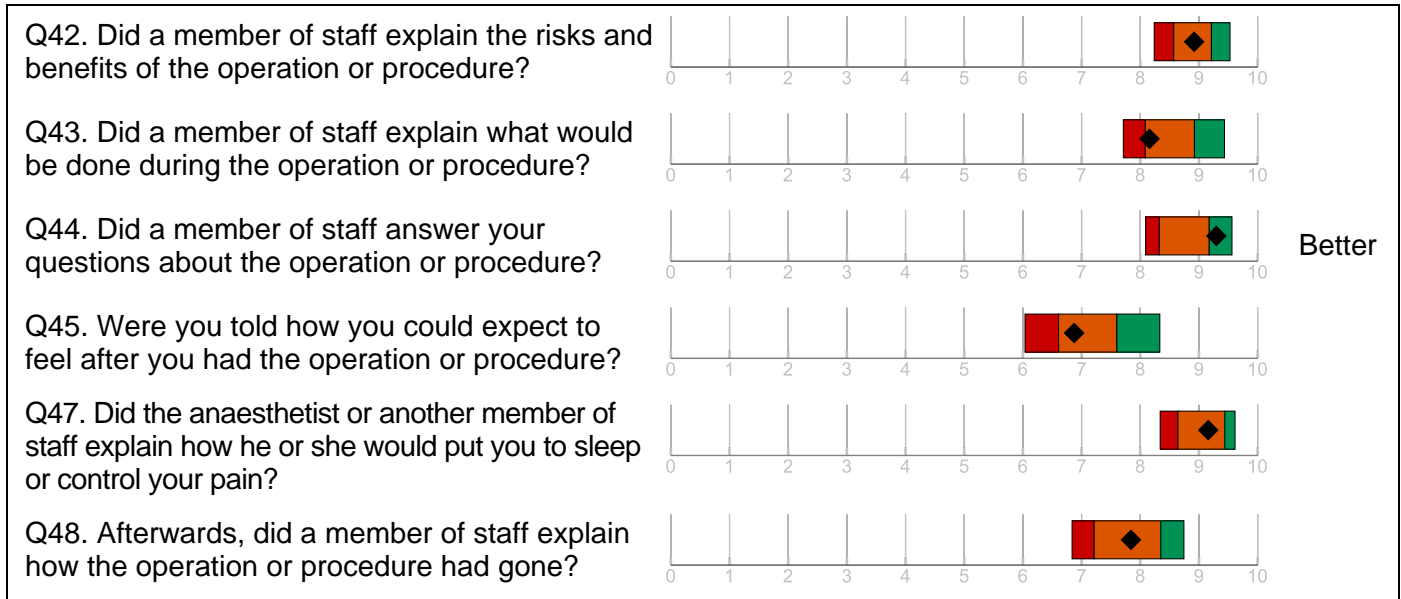 Q42. Did a member of staff explain the risks and
benefits of the operation or procedure?
0 1 2 3 4 5 6 7 8 9 10
Q43. Did a member of staff explain what would
be done during the operation or procedure?
0 1 2 3 4 5 6 7 8 9 10
Q44. Did a member of staff answer your
questions about the operation or procedure?
0 1 2 3 4 5 6 7 8 9 10
Better
Q45. Were you told how you could expect to
feel after you had the operation or procedure?
0 1 2 3 4 5 6 7 8 9 10
Q47. Did the anaesthetist or another member of
staff explain how he or she would put you to sleep
or control your pain?
0 1 2 3 4 5 6 7 8 9 10
Q48. Afterwards, did a member of staff explain
how the operation or procedure had gone?
0 1 2 3 4 5 6 7 8 9 10